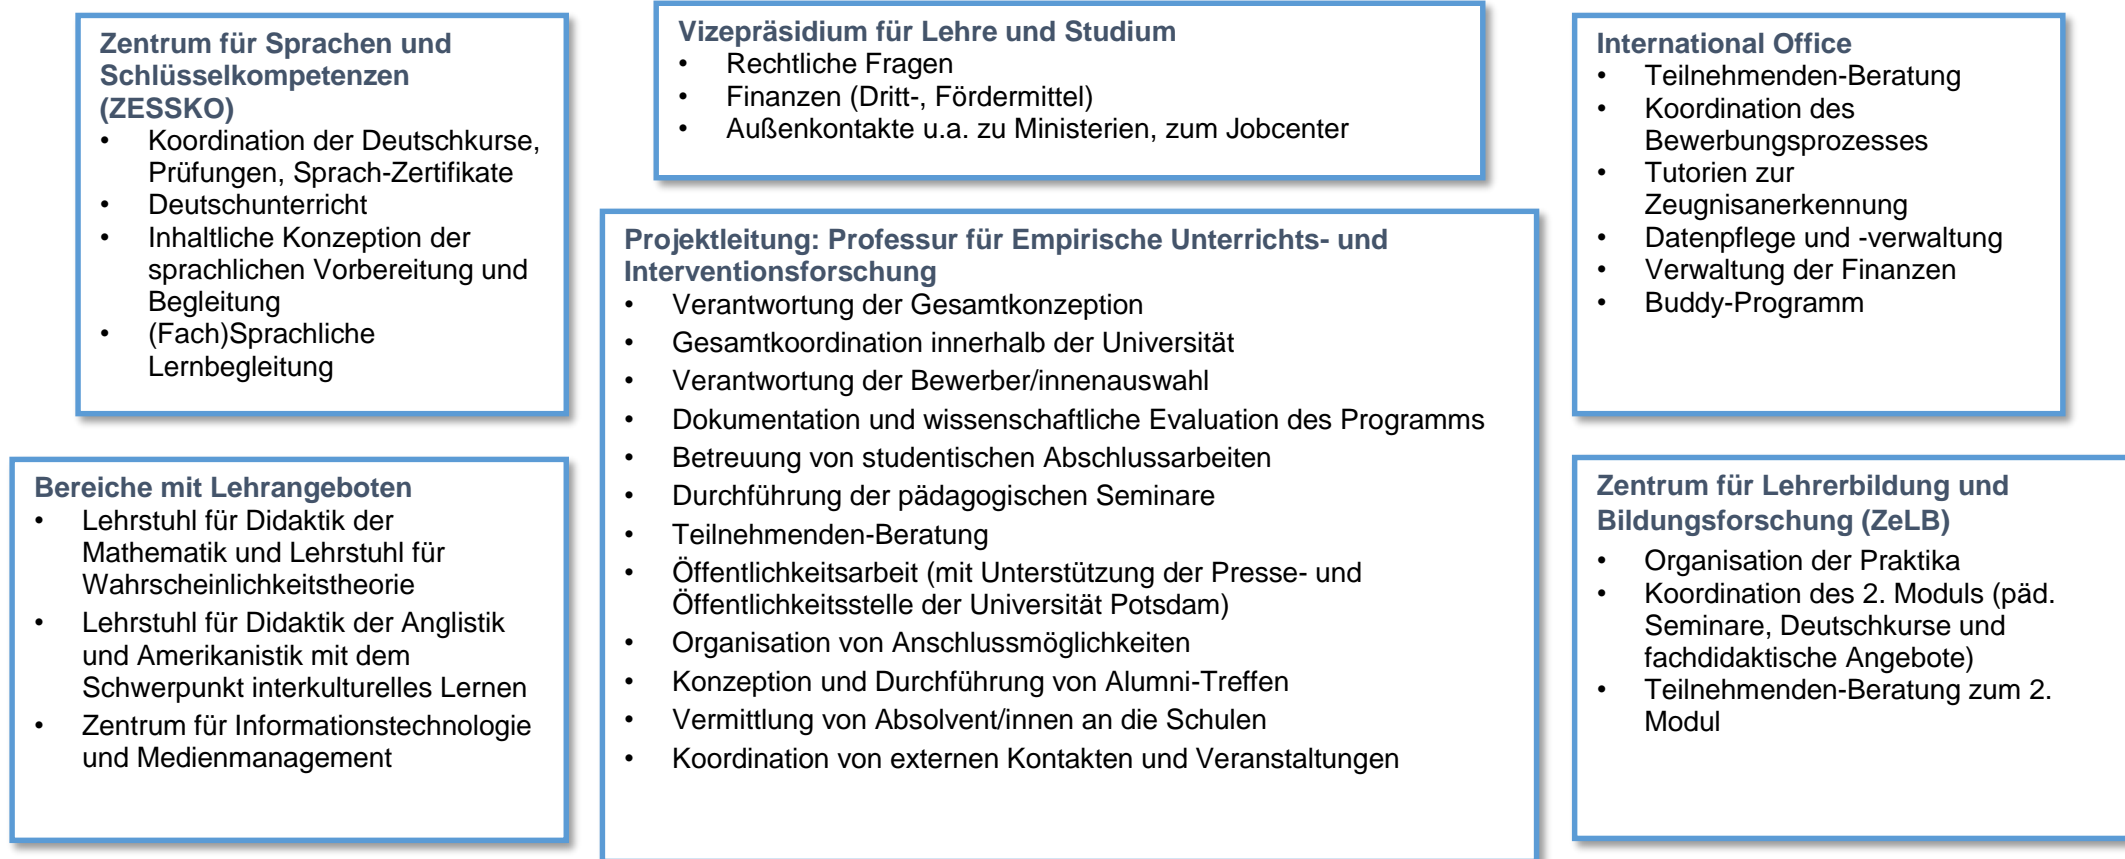 Zentrum für Sprachen und
Schlüsselkompetenzen
(ZESSKO)
• Koordination der Deutschkurse,
Prüfungen, Sprach-Zertifikate
• Deutschunterricht
• Inhaltliche Konzeption der
sprachlichen Vorbereitung und
Begleitung
• (Fach)Sprachliche
Lernbegleitung
Vizepräsidium für Lehre und Studium
• Rechtliche Fragen
• Finanzen (Dritt-, Fördermittel)
• Außenkontakte u.a. zu Ministerien, zum Jobcenter
International Office
• Teilnehmenden-Beratung
• Koordination des
Bewerbungsprozesses
• Tutorien zur
Zeugnisanerkennung
• Datenpflege und -verwaltung
• Verwaltung der Finanzen
• Buddy-Programm
Bereiche mit Lehrangeboten
• Lehrstuhl für Didaktik der
Mathematik und Lehrstuhl für
Wahrscheinlichkeitstheorie
• Lehrstuhl für Didaktik der Anglistik
und Amerikanistik mit dem
Schwerpunkt interkulturelles Lernen
• Zentrum für Informationstechnologie
und Medienmanagement
Projektleitung: Professur für Empirische Unterrichts- und
Interventionsforschung
• Verantwortung der Gesamtkonzeption
• Gesamtkoordination innerhalb der Universität
• Verantwortung der Bewerber/innenauswahl
• Dokumentation und wissenschaftliche Evaluation des Programms
• Betreuung von studentischen Abschlussarbeiten
• Durchführung der pädagogischen Seminare
• Teilnehmenden-Beratung
• Öffentlichkeitsarbeit (mit Unterstützung der Presse- und
Öffentlichkeitsstelle der Universität Potsdam)
• Organisation von Anschlussmöglichkeiten
• Konzeption und Durchführung von Alumni-Treffen
• Vermittlung von Absolvent/innen an die Schulen
• Koordination von externen Kontakten und Veranstaltungen
Zentrum für Lehrerbildung und
Bildungsforschung (ZeLB)
• Organisation der Praktika
• Koordination des 2. Moduls (päd.
Seminare, Deutschkurse und
fachdidaktische Angebote)
• Teilnehmenden-Beratung zum 2.
Modul